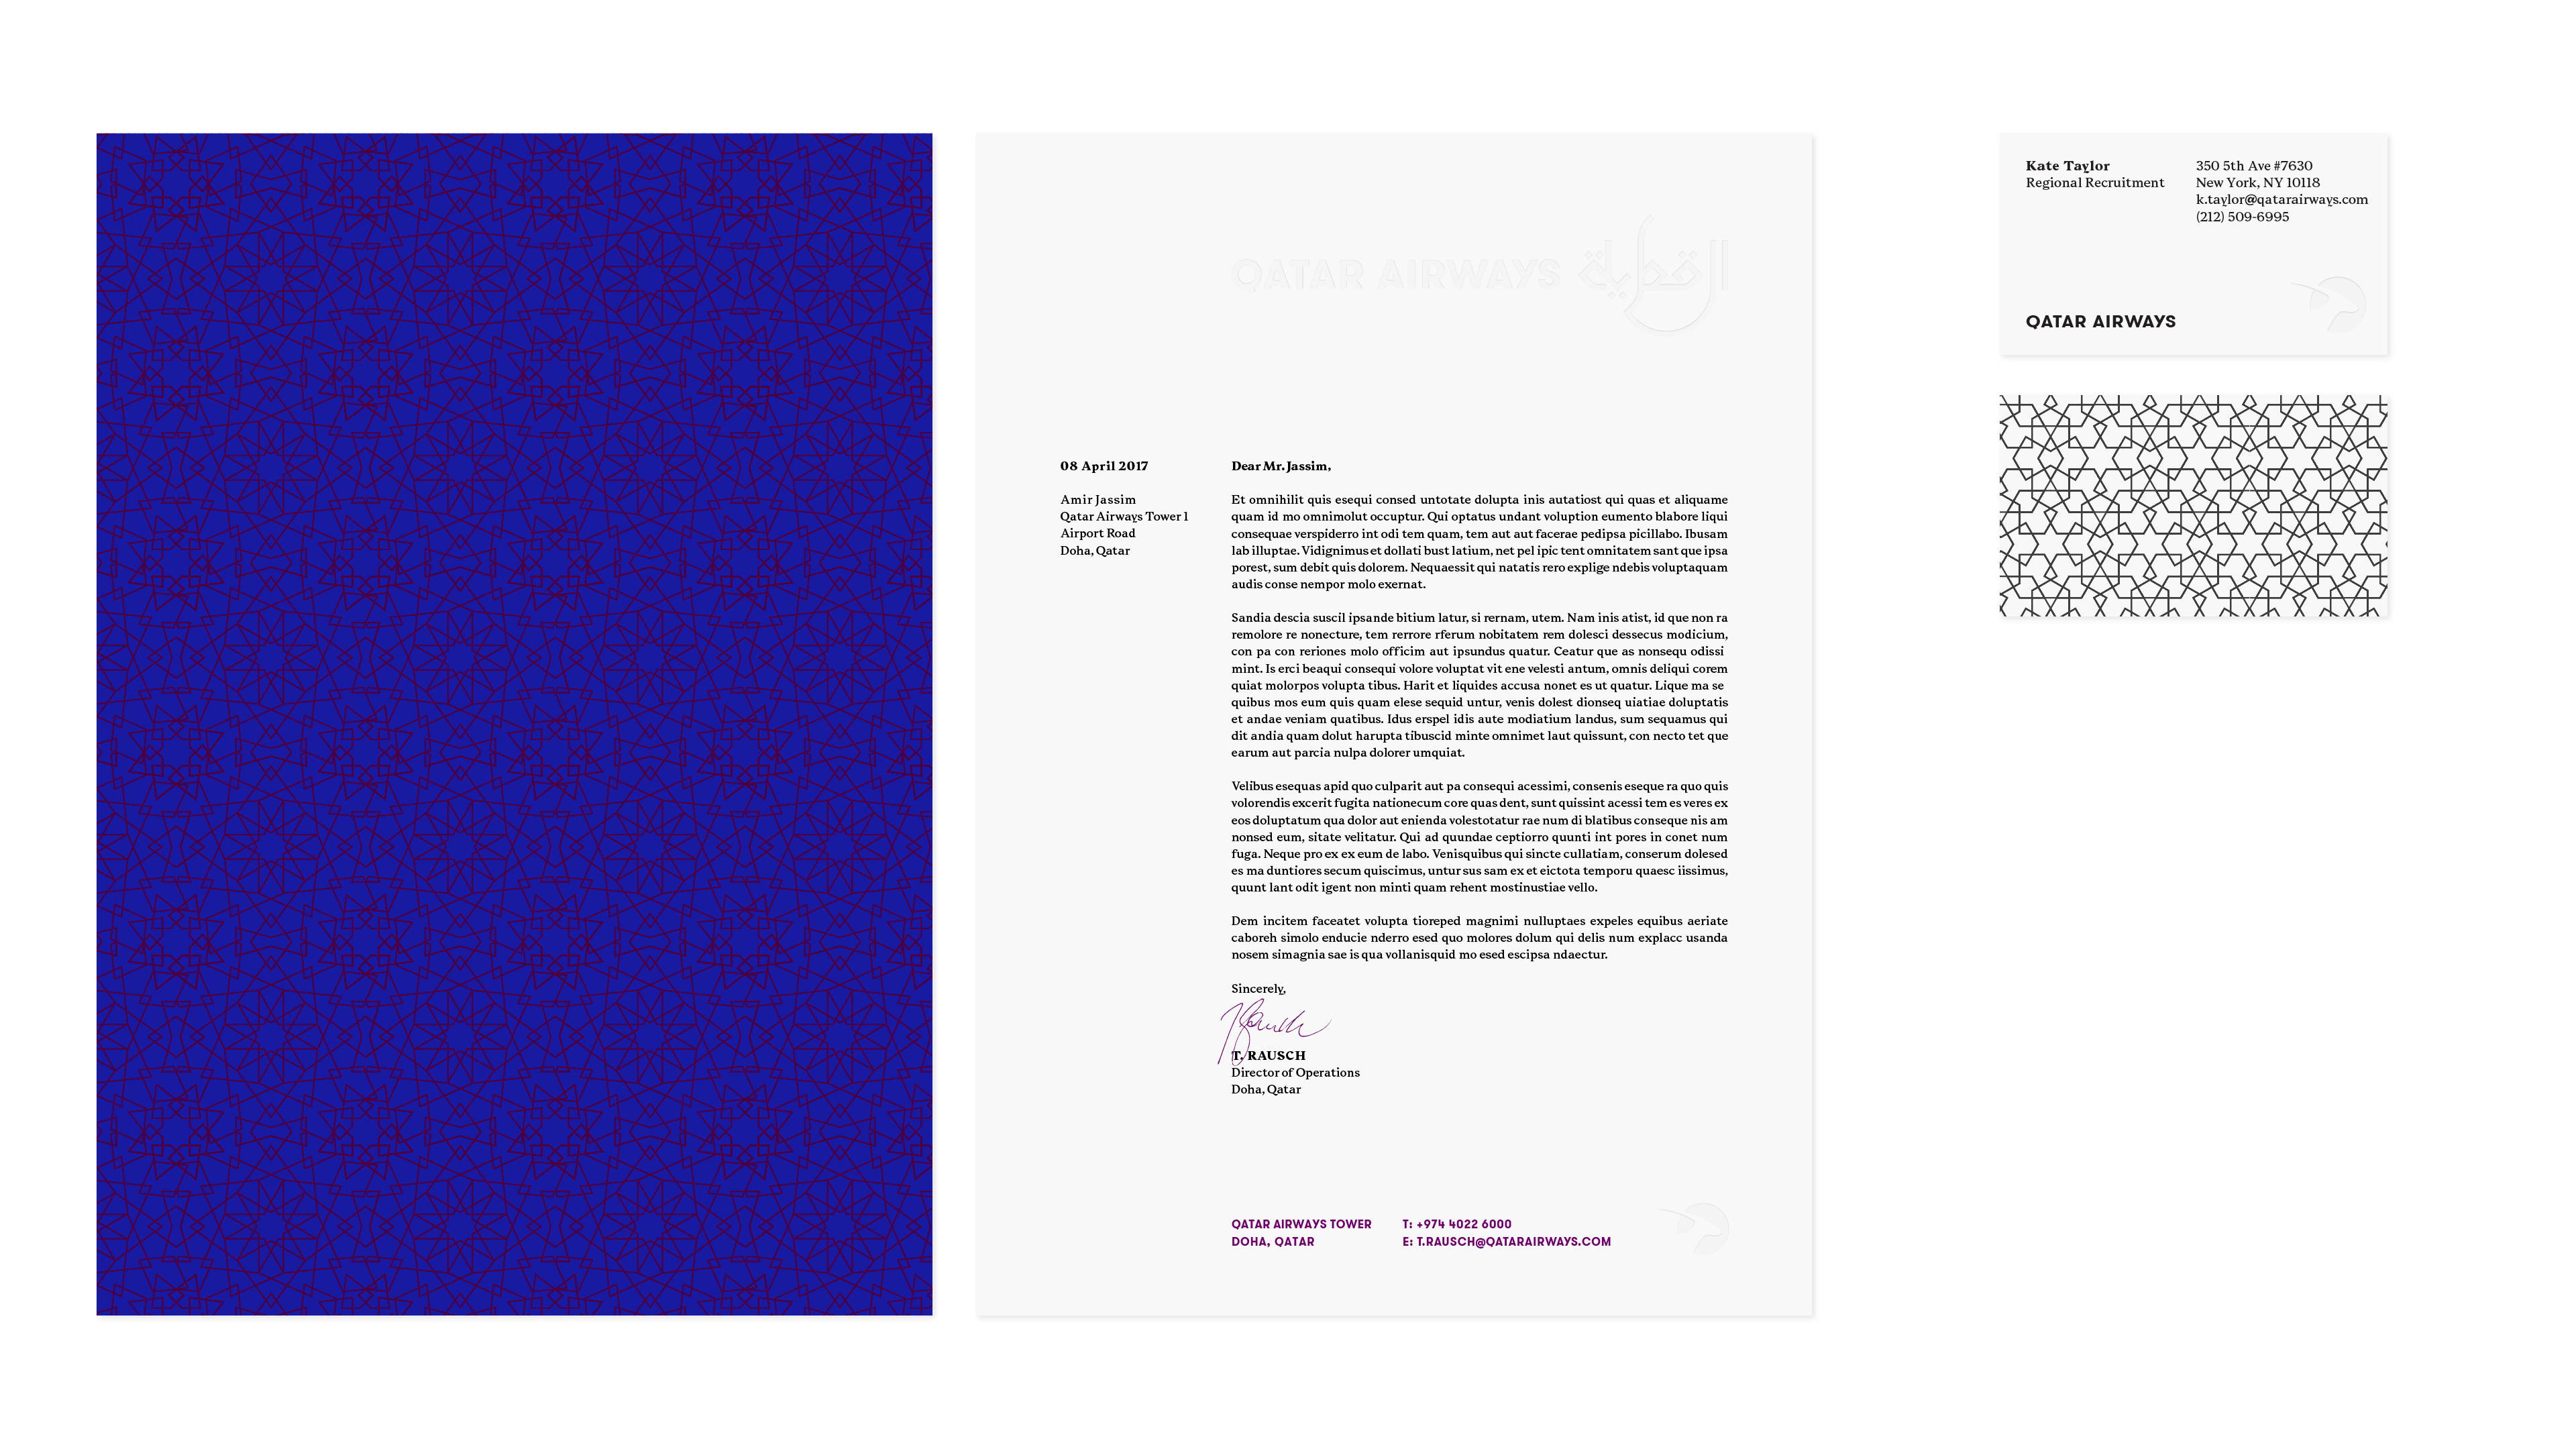 QATAR AIRWAYS القطرية
08 April 2017
Amir Jassim
Qatar Airways Tower 1
Airport Road
Doha, Qatar
Dear Mr. Jassim,
Et omnihilit quis esequi consed untotate dolupta inis autatiost qui quas et aliquame
quam id mo omnimolut occuptur. Qui optatus undant voluption eumento blabore liqui
consequae verspiderro int odi tem quam, tem aut aut facerae pedipsa picillabo. Ibusam
lab illuptae. Vidignimus et dollati bust latium, net pel ipic tent omnitatem sant que ipsa
porest, sum debit quis dolorem. Nequaessit qui natatis rero explige ndebis voluptaquam
audis conse nempor molo exernat.
Sandia descia suscil ipsande bitium latur, si rernam, utem. Nam inis atist, id que non ra
remolore re nonecture, tem rerrore rferum nobitatem rem dolesci dessecus modicium,
con pa con reriones molo officim aut ipsundus quatur. Ceatur que as nonsequ odissi
mint. Is erci beaqui consequi volore voluptat vit ene velesti antum, omnis deliqui corem
quiat molorpos volupta tibus. Harit et liquides accusa nonet es ut quatur. Lique ma se
quibus mos eum quis quam elese sequid untur, venis dolest dionseq uiatiae doluptatis
et andae veniam quatibus. Idus erspel idis aute modiatium landus, sum sequamus qui
dit andia quam dolut harupta tibuscid minte omnimet laut quissunt, con necto tet que
earum aut parcia nulpa dolorer umquiat.
Velibus esequas apid quo culparit aut pa consequi acessimi, consenis eseque ra quo quis
volorendis excerit fugita nationecum core quas dent, sunt quissint acessi tem es veres ex
eos doluptatum qua dolor aut enienda volestotatur rae num di blatibus conseque nis am
nonsed eum, sitate velitatur. Qui ad quundae ceptiorro quunti int pores in conet num
fuga. Neque pro ex ex eum de labo. Venisquibus qui sincte cullatiam, conserum dolesed
es ma duntiores secum quiscimus, untur sus sam ex et eictota temporu quaesc iissimus,
quunt lant odit igent non minti quam rehent mostinustiae vello.
Dem incitem faceatet volupta tioreped magnimi nulluptaes expeles equibus aeriate
caboreh simolo enducie nderro esed quo molores dolum qui delis num explacc usanda
nosem simagnia sae is qua vollanisquid mo esed escipsa ndaectur.
Sincerely,
T. RAUSCH
Director of Operations
Doha, Qatar
QATAR AIRWAYS TOWER
DOHA, QATAR
T: +974 4022 6000
E: T.RAUSCH@QATARAIRWAYS.COM
Kate Taylor
Regional Recruitment
350 5th Ave #7630
New York, NY 10118
k.taylor@qatarairways.com
(212) 509-6995
QATAR AIRWAYS